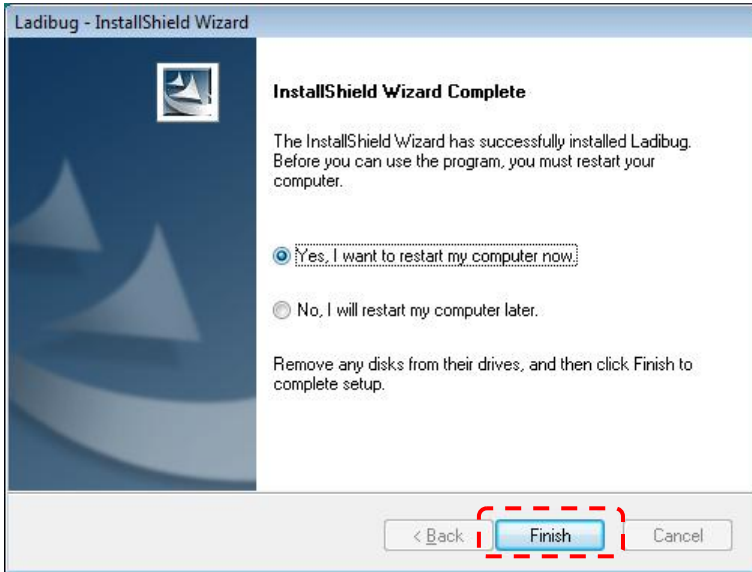 Ladibug - InstallShield Wizard
InstallShield Wizard Complete
The InstallShield Wizard has successfully installed Ladibug.
Before you can use the program, you must restart your
computer.
Yes, I want to restart my computer now.
No, I will restart my computer later.
Remove any disks from their drives, and then click Finish to
complete setup.
< Back Finish Cancel